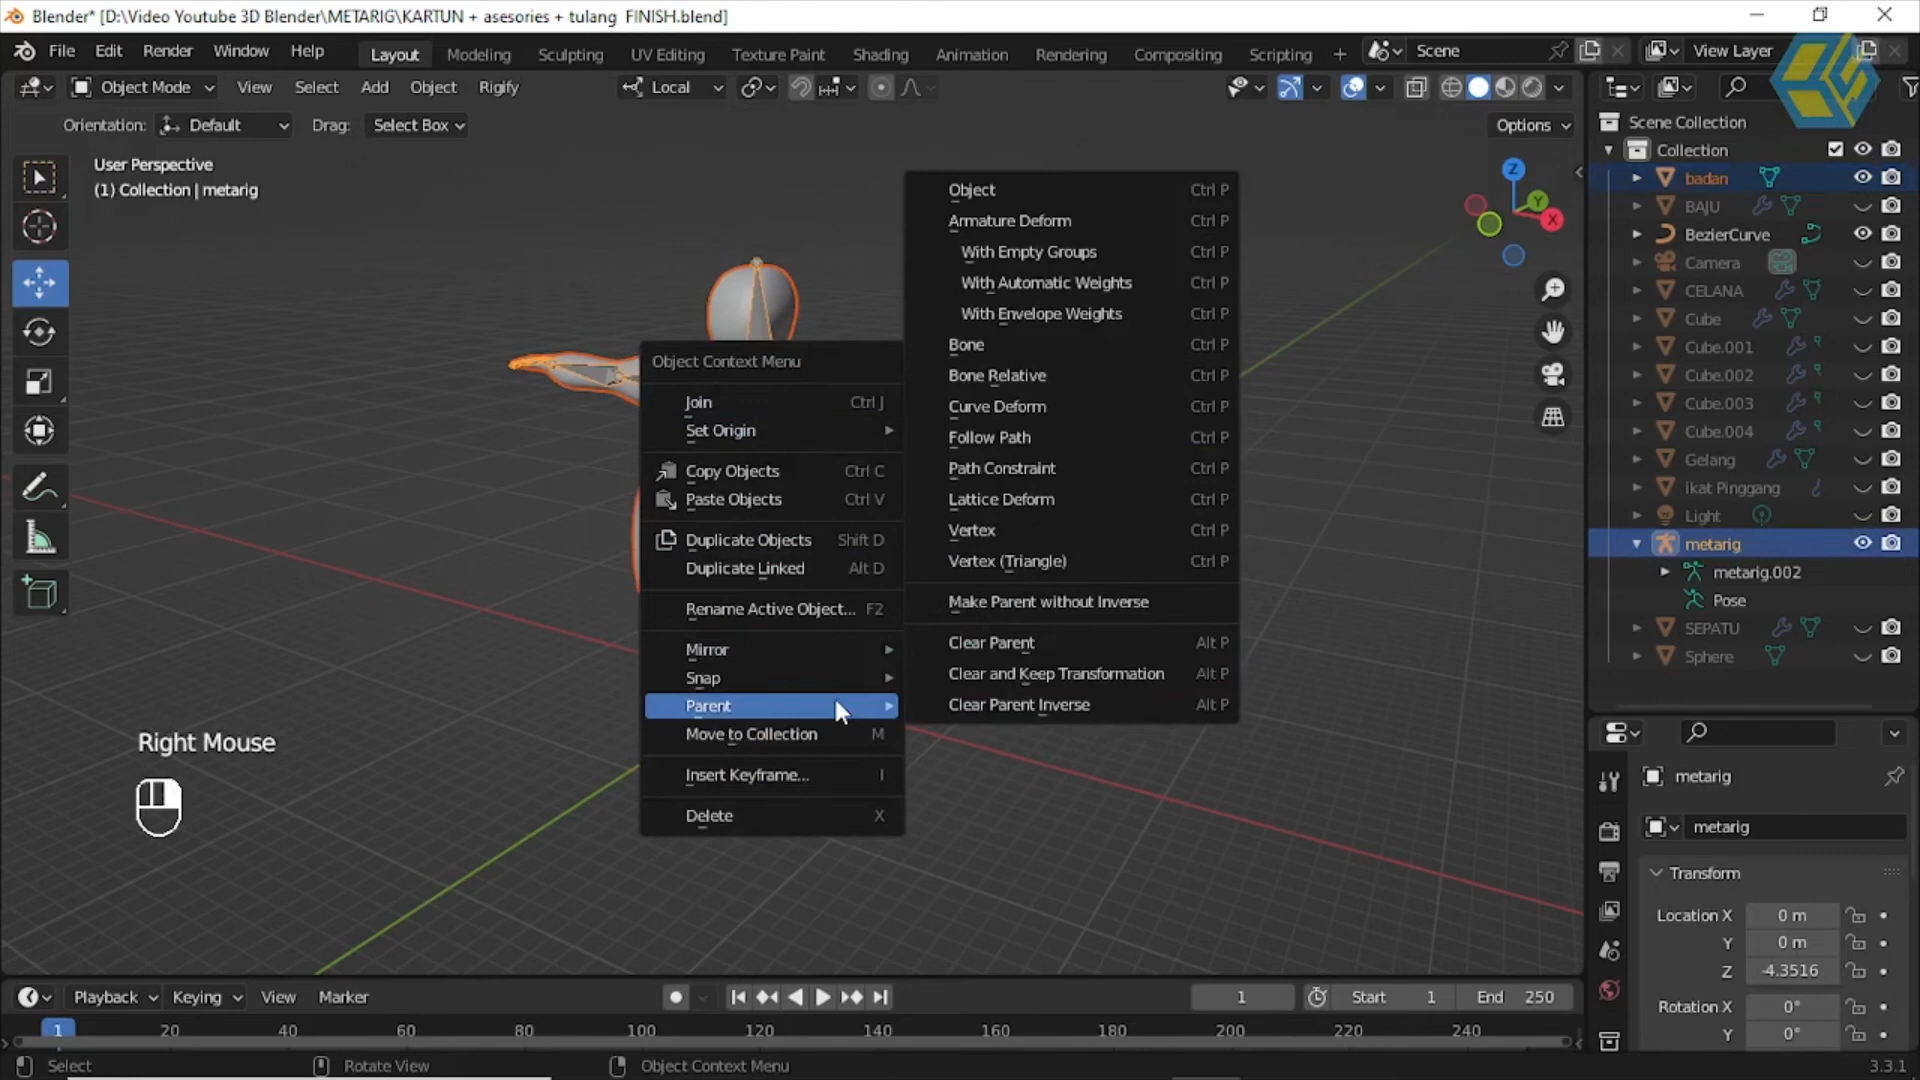 Blender* [D:\Video Youtube 3D Blender\METARIG\KARTUN + asesories + tulang  FINISH.blend]
File Edit Render Window Help Layout Modeling Sculpting UV Editing Texture Paint Shading Animation Rendering Compositing Scripting + Scene View Layer
Object Mode View Select Add Object Rigify Local
Orientation: Default Drag: Select Box Options
User Perspective
(1) Collection | metarig
Z
Y
X
Object Context Menu
Join Ctrl J
Set Origin
Copy Objects Ctrl C
Paste Objects Ctrl V
Duplicate Objects Shift D
Duplicate Linked Alt D
Rename Active Object... F2
Mirror
Snap
Parent
Move to Collection M
Insert Keyframe... I
Delete X
Object Ctrl P
Armature Deform Ctrl P
With Empty Groups Ctrl P
With Automatic Weights Ctrl P
With Envelope Weights Ctrl P
Bone Ctrl P
Bone Relative Ctrl P
Curve Deform Ctrl P
Follow Path Ctrl P
Path Constraint Ctrl P
Lattice Deform Ctrl P
Vertex Ctrl P
Vertex (Triangle) Ctrl P
Make Parent without Inverse
Clear Parent Alt P
Clear and Keep Transformation Alt P
Clear Parent Inverse Alt P
Right Mouse
Scene Collection
Collection
badan
BAJU
BezierCurve
Camera
CELANA
Cube
Cube.001
Cube.002
Cube.003
Cube.004
Gelang
ikat Pinggang
Light
metarig
metarig.002
Pose
SEPATU
Sphere
metarig
metarig
Transform
Location X 0 m
Y 0 m
Z -4.3516
Rotation X 0°
Y 0°
Playback Keying View Marker 1 Start 1 End 250
1 20 40 60 80 100 120 140 160 180 200 220 240
Select Rotate View Object Context Menu 3.3.1